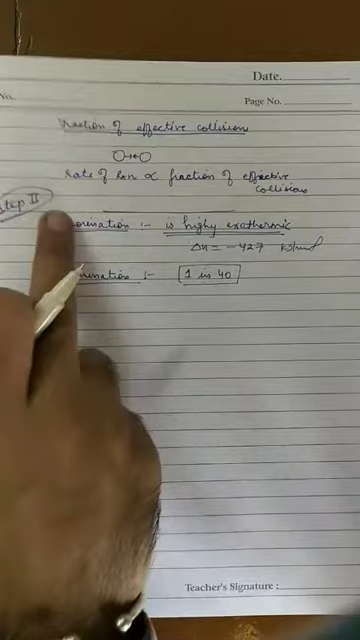 Date.
No.
Page No.
Fraction of effective collision
Rate of Rxn ∝ fraction of effective
collision
Step II
is highly exothermic
ΔH = -427 KJ/mol
1 in 40
Teacher's Signature :